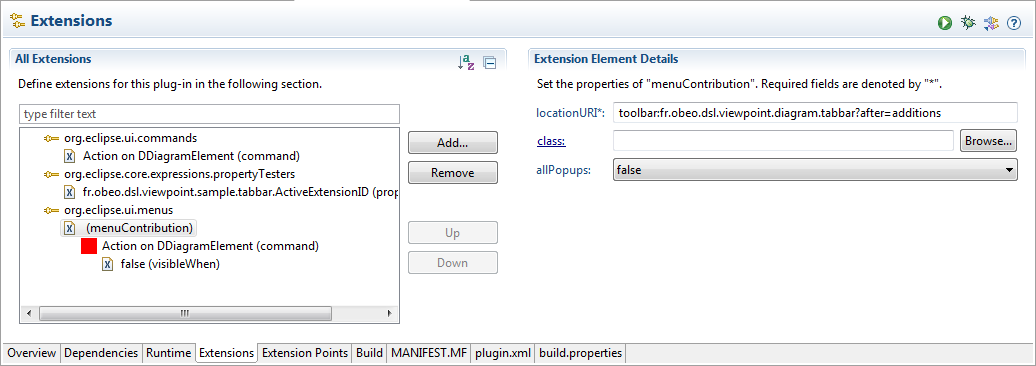 Extensions
All Extensions
Define extensions for this plug-in in the following section.
type filter text
org.eclipse.ui.commands
Action on DDiagramElement (command)
org.eclipse.core.expressions.propertyTesters
fr.obeo.dsl.viewpoint.sample.tabbar.ActiveExtensionID (prop
org.eclipse.ui.menus
(menuContribution)
Action on DDiagramElement (command)
false (visibleWhen)
Add...
Remove
Up
Down
Extension Element Details
Set the properties of "menuContribution". Required fields are denoted by "*".
locationURI*: toolbar:fr.obeo.dsl.viewpoint.diagram.tabbar?after=additions
class: Browse...
allPopups: false
Overview Dependencies Runtime Extensions Extension Points Build MANIFEST.MF plugin.xml build.properties